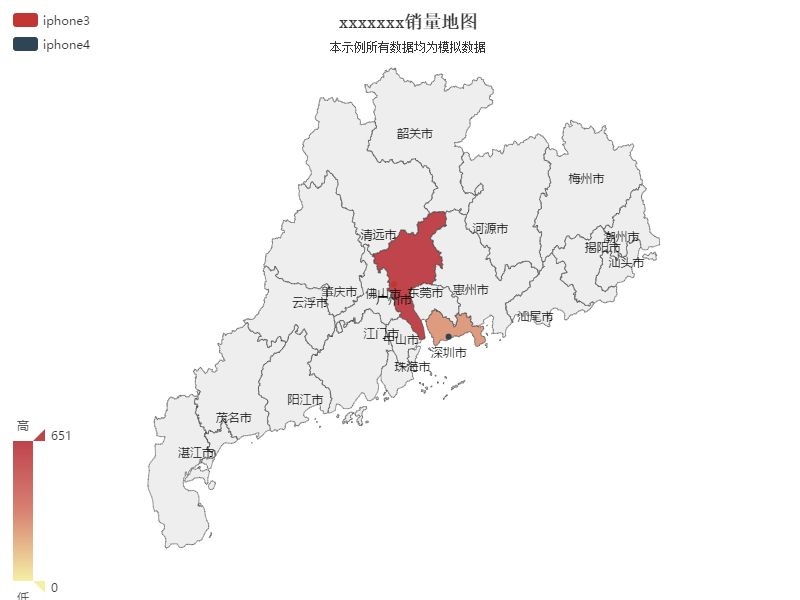 iphone3
iphone4
xxxxxxx销量地图
本示例所有数据均为模拟数据
韶关市
梅州市
清远市
河源市
潮州市
揭阳市
汕头市
肇庆市
佛山市
广州市
东莞市
惠州市
云浮市
汕尾市
江门市
中山市
深圳市
珠海市
阳江市
茂名市
湛江市
高
651
0
低